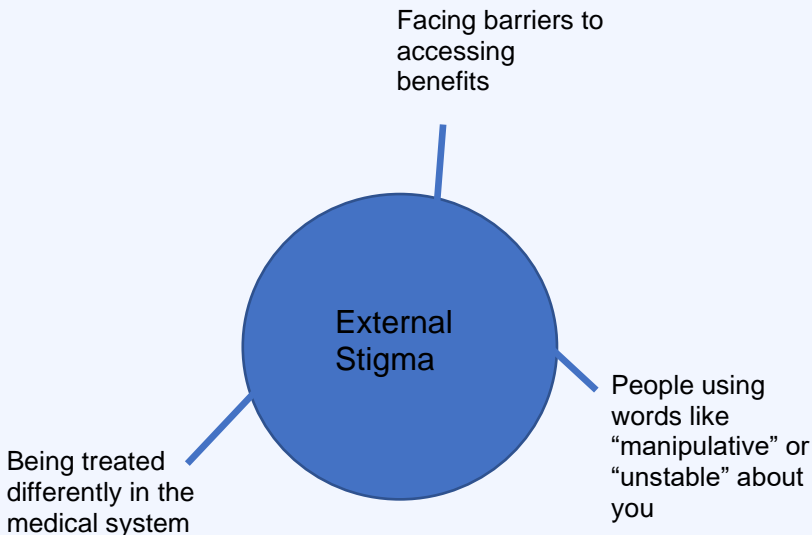 Facing barriers to
accessing
benefits
External
Stigma
People using
words like
“manipulative” or
“unstable” about
you
Being treated
differently in the
medical system